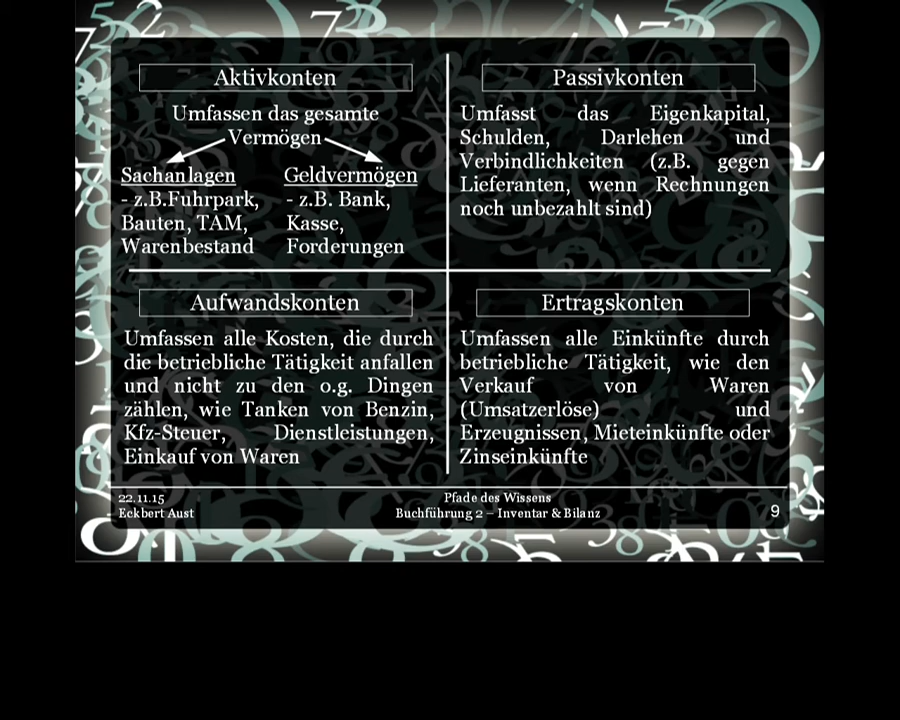 Aktivkonten
Umfassen das gesamte
Vermögen
Sachanlagen
- z.B.Fuhrpark,
Bauten, TAM,
Warenbestand
Geldvermögen
- z.B. Bank,
Kasse,
Forderungen
Passivkonten
Umfasst das Eigenkapital,
Schulden, Darlehen und
Verbindlichkeiten (z.B. gegen
Lieferanten, wenn Rechnungen
noch unbezahlt sind)
Aufwandskonten
Umfassen alle Kosten, die durch
die betriebliche Tätigkeit anfallen
und nicht zu den o.g. Dingen
zählen, wie Tanken von Benzin,
Kfz-Steuer, Dienstleistungen,
Einkauf von Waren
Ertragskonten
Umfassen alle Einkünfte durch
betriebliche Tätigkeit, wie den
Verkauf von Waren
(Umsatzerlöse) und
Erzeugnissen, Mieteinkünfte oder
Zinseinkünfte
22.11.15
Eckbert Aust
Pfade des Wissens
Buchführung 2 – Inventar & Bilanz
9